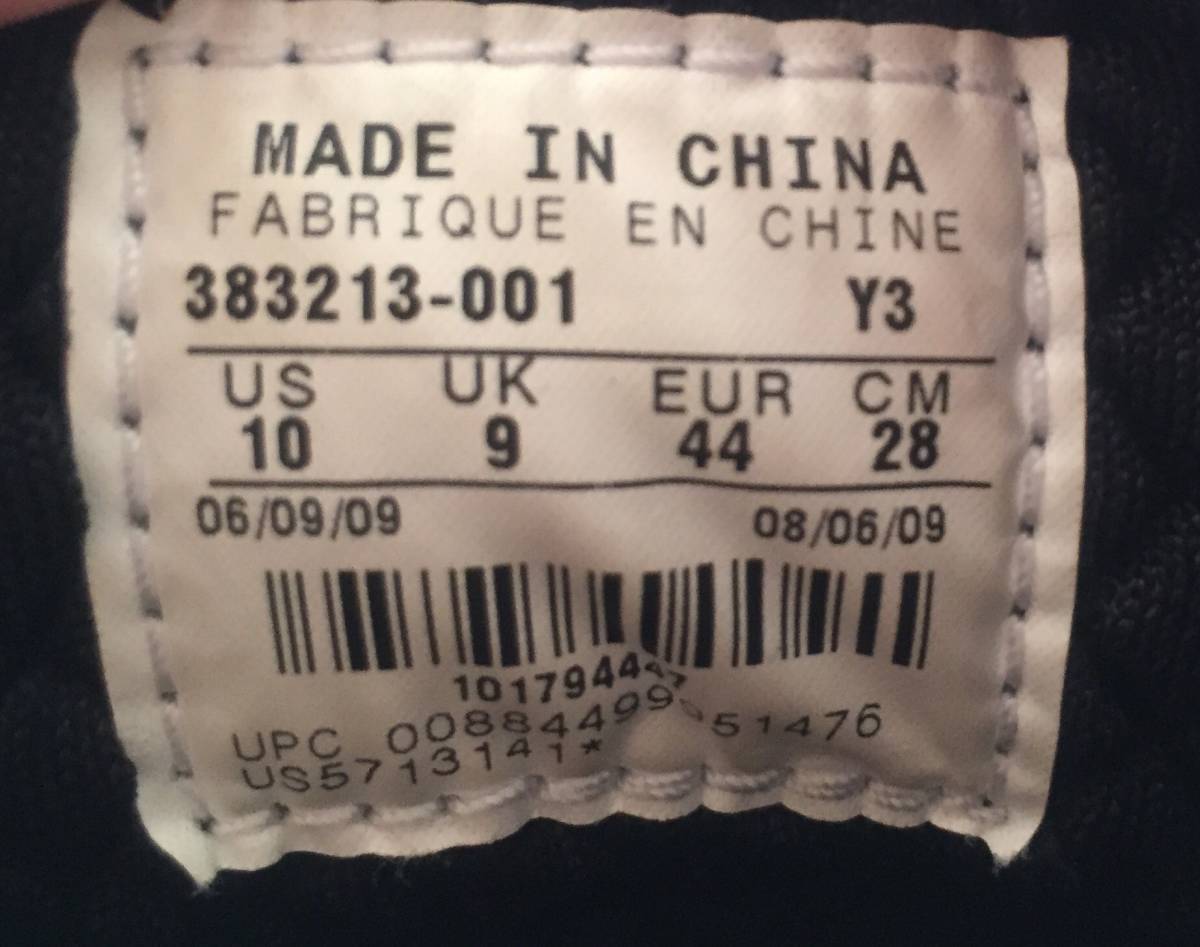 MADE IN CHINA
FABRIQUE EN CHINE
383213-001 Y3
US UK EUR CM
10 9 44 28
06/09/09 08/06/09
UPC
US5713141*